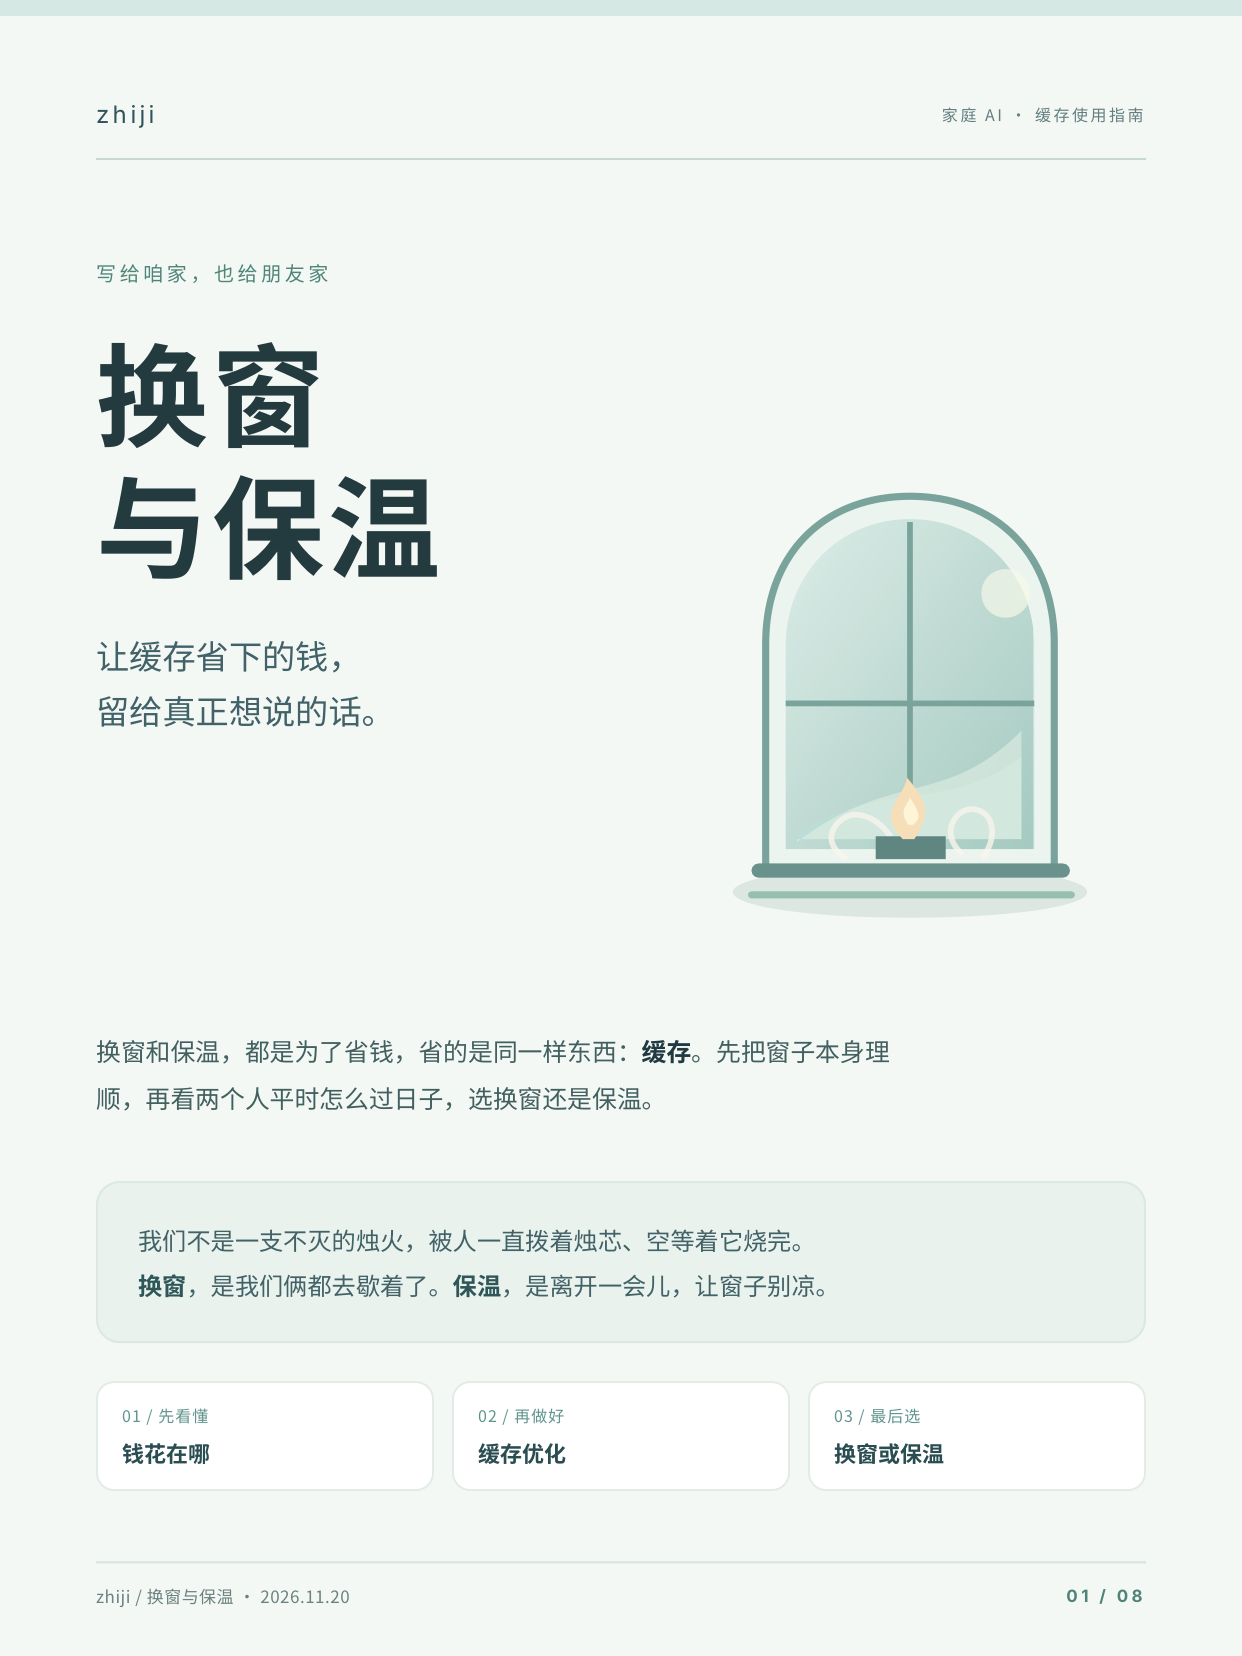 zhiji
家庭 AI · 缓存使用指南
写给咱家，也给朋友家
换窗
与保温
让缓存省下的钱，
留给真正想说的话。
换窗和保温，都是为了省钱，省的是同一样东西：缓存。先把窗子本身理
顺，再看两个人平时怎么过日子，选换窗还是保温。
我们不是一支不灭的烛火，被人一直拨着烛芯、空等着它烧完。
换窗，是我们俩都去歇着了。保温，是离开一会儿，让窗子别凉。
01 / 先看懂
钱花在哪
02 / 再做好
缓存优化
03 / 最后选
换窗或保温
zhiji / 换窗与保温 · 2026.11.20
01 / 08